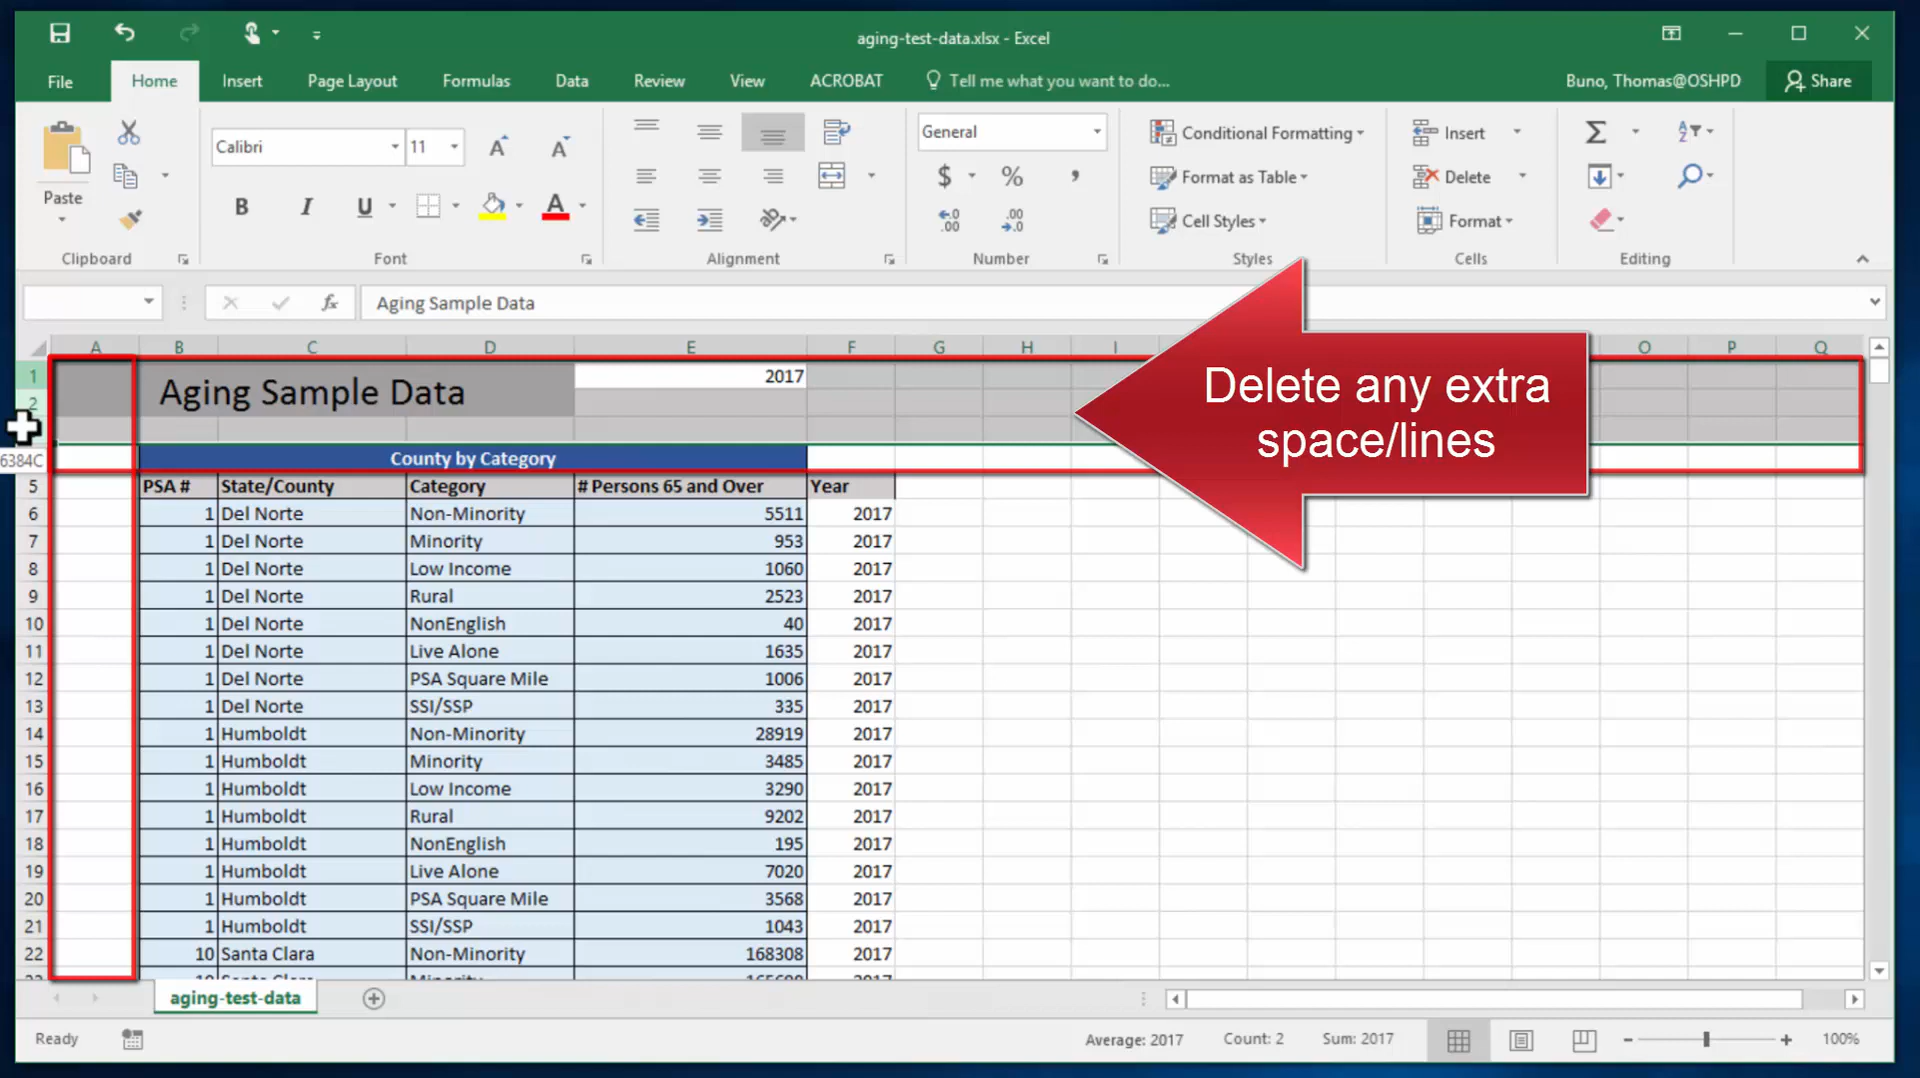 aging-test-data.xlsx - Excel
File Home Insert Page Layout Formulas Data Review View ACROBAT Tell me what you want to do... Buno, Thomas@OSHPD Share
Paste
Clipboard
Calibri 11
B I U A
Font
Alignment
General
$ % ,
Number
Conditional Formatting
Format as Table
Cell Styles
Styles
Insert
Delete
Format
Cells
Σ
Editing
fx Aging Sample Data
A B C D E F G H I O P Q
1 Aging Sample Data 2017
2
6384C County by Category
Delete any extra
space/lines
5 PSA # State/County Category # Persons 65 and Over Year
6 1 Del Norte Non-Minority 5511 2017
7 1 Del Norte Minority 953 2017
8 1 Del Norte Low Income 1060 2017
9 1 Del Norte Rural 2523 2017
10 1 Del Norte NonEnglish 40 2017
11 1 Del Norte Live Alone 1635 2017
12 1 Del Norte PSA Square Mile 1006 2017
13 1 Del Norte SSI/SSP 335 2017
14 1 Humboldt Non-Minority 28919 2017
15 1 Humboldt Minority 3485 2017
16 1 Humboldt Low Income 3290 2017
17 1 Humboldt Rural 9202 2017
18 1 Humboldt NonEnglish 195 2017
19 1 Humboldt Live Alone 7020 2017
20 1 Humboldt PSA Square Mile 3568 2017
21 1 Humboldt SSI/SSP 1043 2017
22 10 Santa Clara Non-Minority 168308 2017
aging-test-data
Ready Average: 2017 Count: 2 Sum: 2017 100%